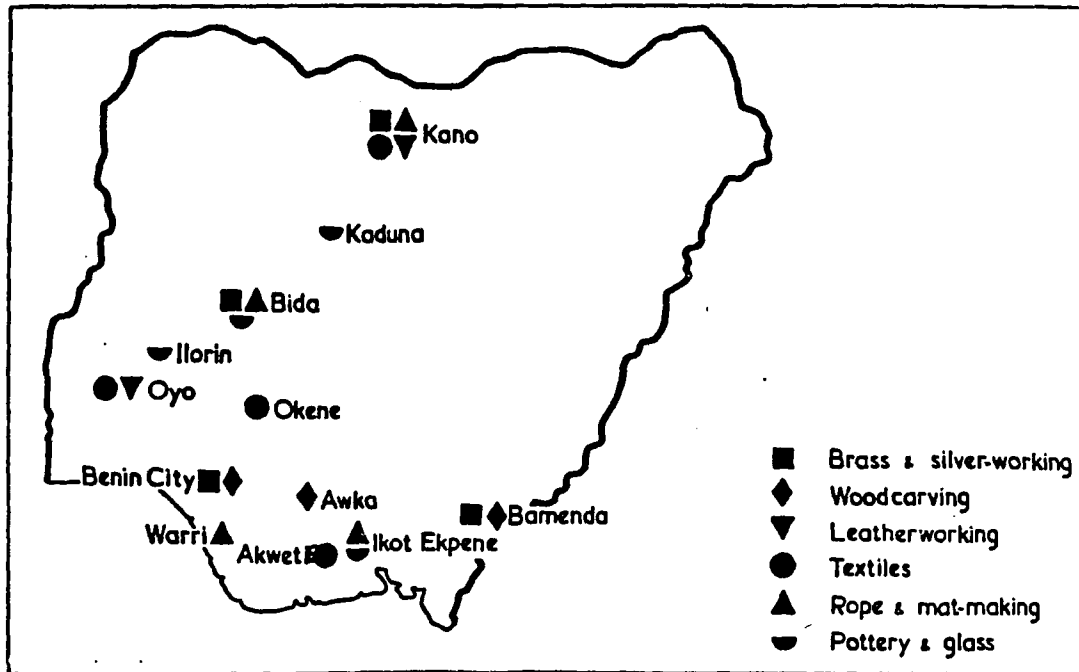 Kano
Kaduna
Bida
Ilorin
Oyo
Okene
Benin City
Awka
Bamenda
Warri
Ikot Ekpene
Brass & silver-working
Woodcarving
Leatherworking
Textiles
Rope & mat-making
Pottery & glass